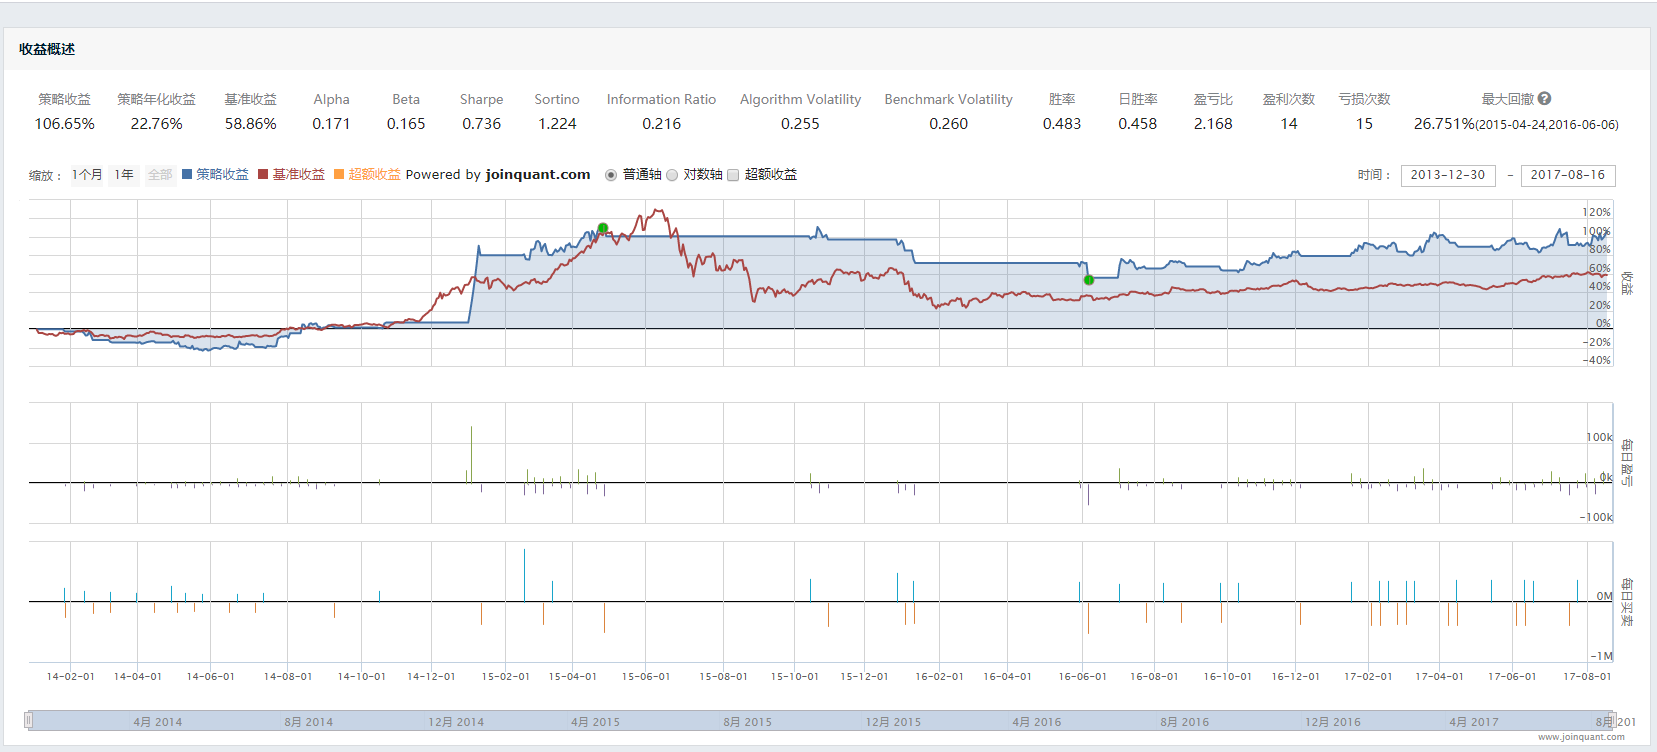 收益概述
策略收益 策略年化收益 基准收益 Alpha Beta Sharpe Sortino Information Ratio Algorithm Volatility Benchmark Volatility 胜率 日胜率 盈亏比 盈利次数 亏损次数 最大回撤 ?
106.65% 22.76% 58.86% 0.171 0.165 0.736 1.224 0.216 0.255 0.260 0.483 0.458 2.168 14 15 26.751%(2015-04-24,2016-06-06)
缩放： 1个月 1年 全部 策略收益 基准收益 超额收益 Powered by joinquant.com 普通轴 对数轴 超额收益 时间： 2013-12-30 - 2017-08-16
120%
100%
80%
60%
40%
20%
0%
-20%
-40%
收益
100k
0k
-100k
每日盈亏
0M
-1M
每日买卖
14-02-01 14-04-01 14-06-01 14-08-01 14-10-01 14-12-01 15-02-01 15-04-01 15-06-01 15-08-01 15-10-01 15-12-01 16-02-01 16-04-01 16-06-01 16-08-01 16-10-01 16-12-01 17-02-01 17-04-01 17-06-01 17-08-01
4月 2014 8月 2014 12月 2014 4月 2015 8月 2015 12月 2015 4月 2016 8月 2016 12月 2016 4月 2017 8月 201
www.joinquant.com